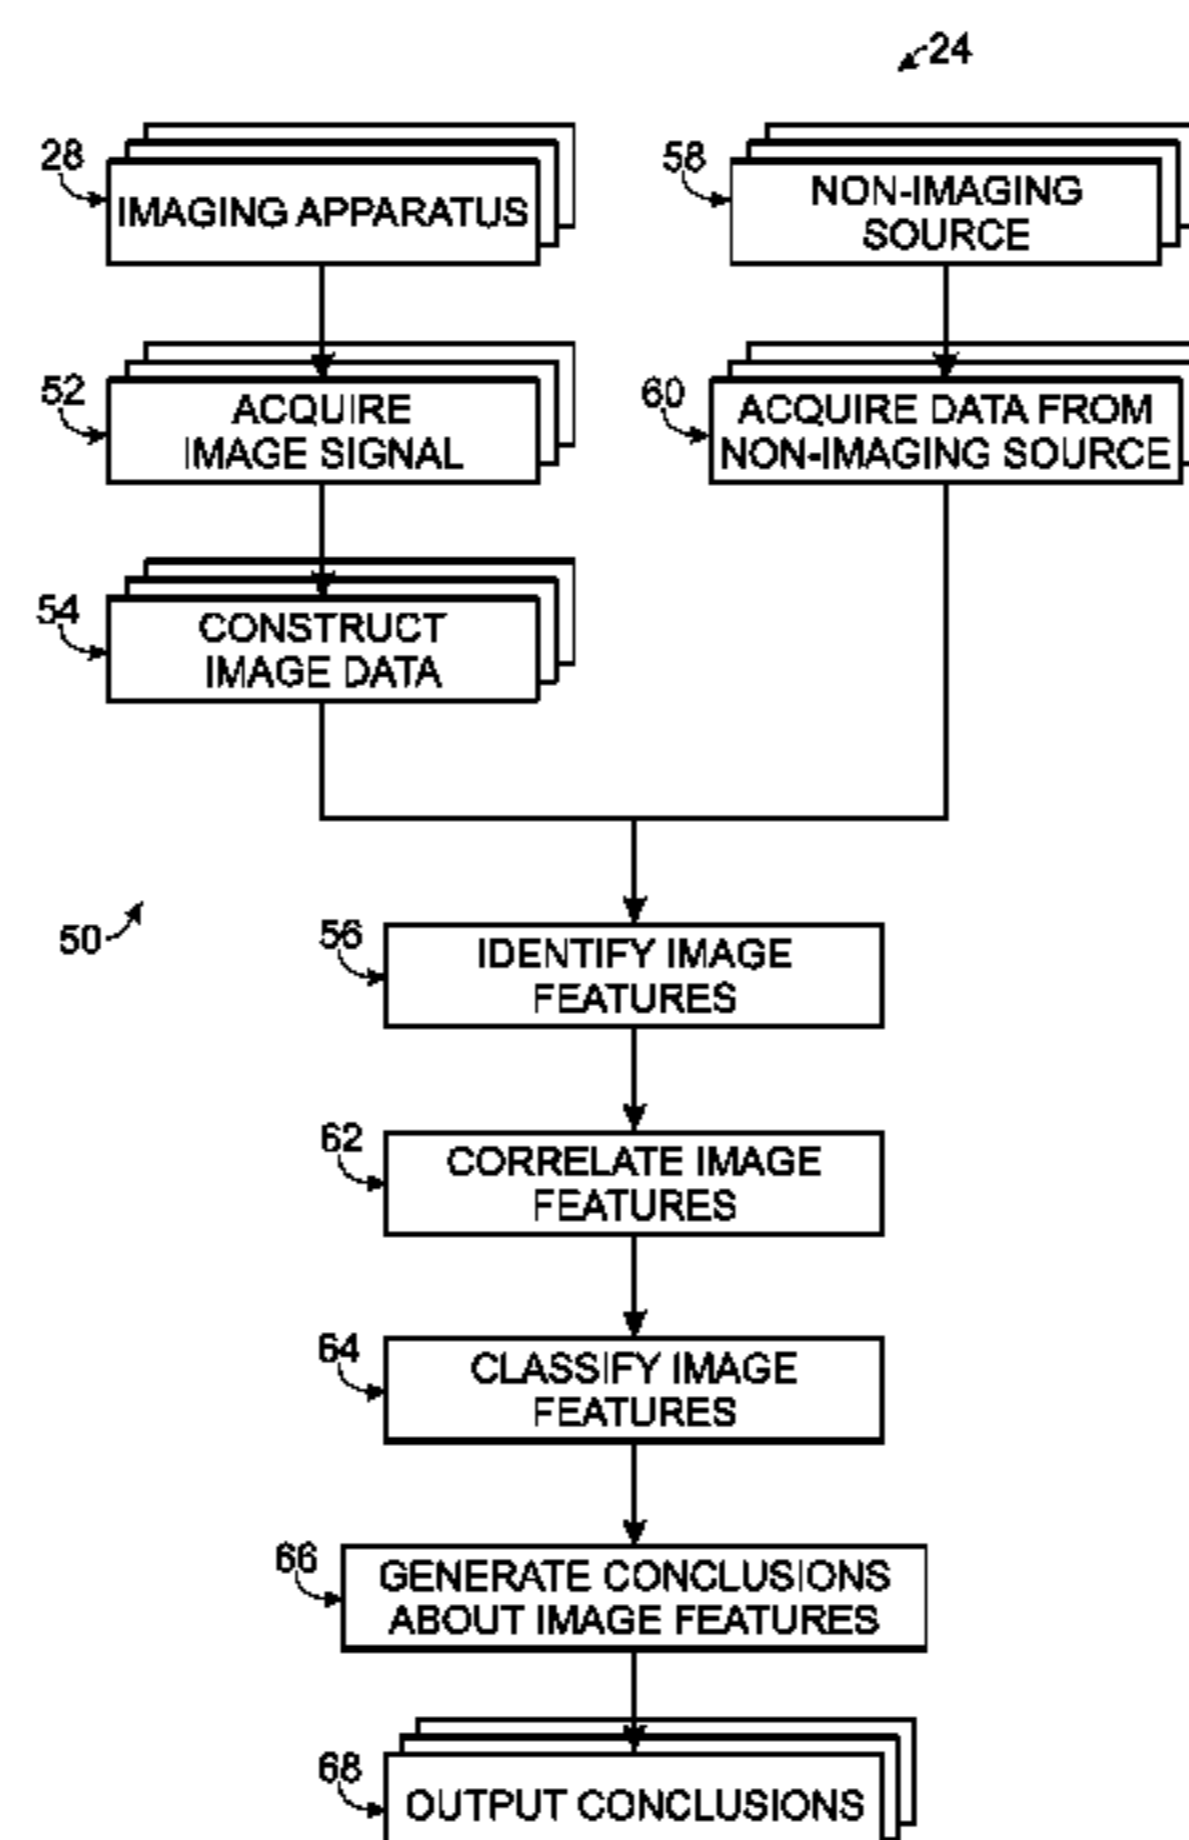 24
28
IMAGING APPARATUS
58
NON-IMAGING
SOURCE
52
ACQUIRE
IMAGE SIGNAL
60
ACQUIRE DATA FROM
NON-IMAGING SOURCE
54
CONSTRUCT
IMAGE DATA
50
56
IDENTIFY IMAGE
FEATURES
62
CORRELATE IMAGE
FEATURES
64
CLASSIFY IMAGE
FEATURES
66
GENERATE CONCLUSIONS
ABOUT IMAGE FEATURES
68
OUTPUT CONCLUSIONS